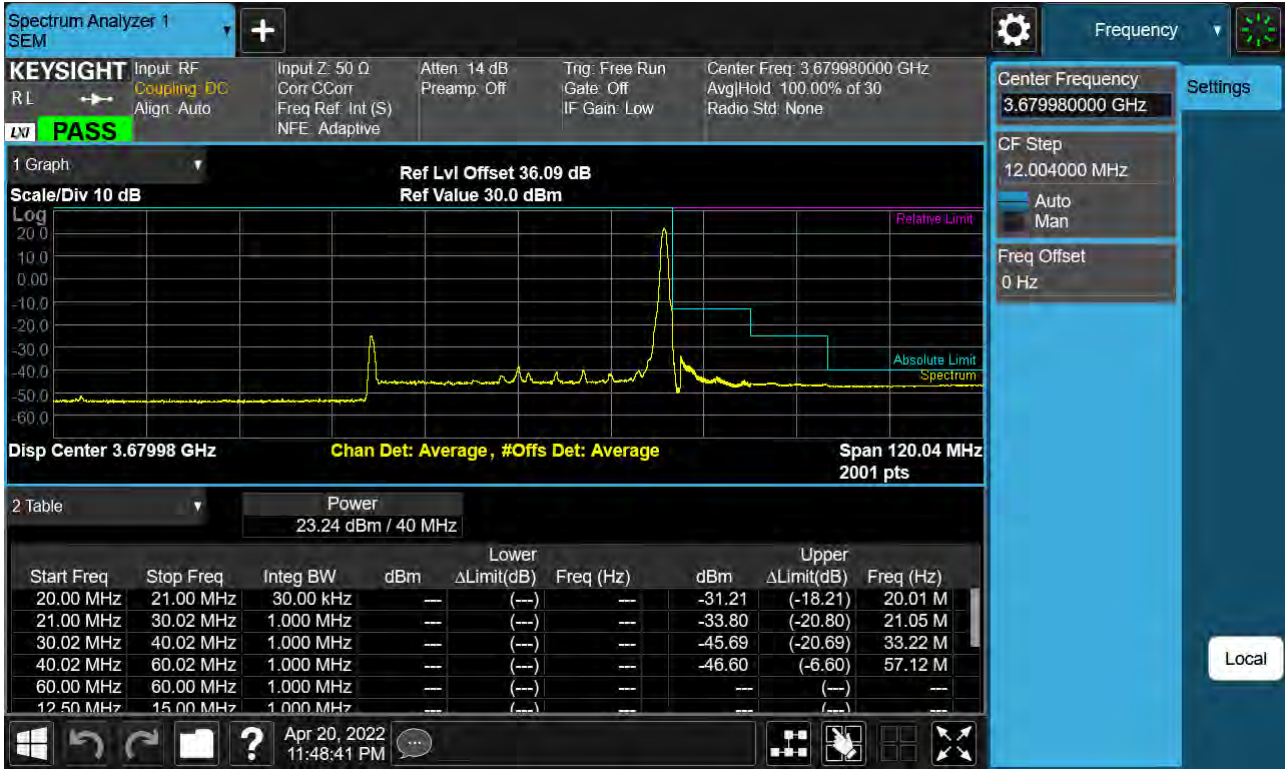 Spectrum Analyzer 1
SEM
Frequency
KEYSIGHT
RL
LXI
PASS
Input: RF
Coupling: DC
Align: Auto
Input Z: 50 Ω
Corr CCorr
Freq Ref: Int (S)
NFE: Adaptive
Atten: 14 dB
Preamp: Off
Trig: Free Run
Gate: Off
IF Gain: Low
Center Freq: 3.679980000 GHz
Avg|Hold: 100.00% of 30
Radio Std: None
Center Frequency
3.679980000 GHz
Settings
CF Step
12.004000 MHz
Auto
Man
Freq Offset
0 Hz
Local
1 Graph
Scale/Div 10 dB
Ref Lvl Offset 36.09 dB
Ref Value 30.0 dBm
Log
20.0
10.0
0.00
-10.0
-20.0
-30.0
-40.0
-50.0
-60.0
Relative Limit
Absolute Limit
Spectrum
Disp Center 3.67998 GHz
Chan Det: Average, #Offs Det: Average
Span 120.04 MHz
2001 pts
2 Table
Power
23.24 dBm / 40 MHz
Lower Upper
Start Freq Stop Freq Integ BW dBm ΔLimit(dB) Freq (Hz) dBm ΔLimit(dB) Freq (Hz)
20.00 MHz 21.00 MHz 30.00 kHz --- (---) --- -31.21 (-18.21) 20.01 M
21.00 MHz 30.02 MHz 1.000 MHz --- (---) --- -33.80 (-20.80) 21.05 M
30.02 MHz 40.02 MHz 1.000 MHz --- (---) --- -45.69 (-20.69) 33.22 M
40.02 MHz 60.02 MHz 1.000 MHz --- (---) --- -46.60 (-6.60) 57.12 M
60.00 MHz 60.00 MHz 1.000 MHz --- (---) --- --- (---) ---
12.50 MHz 15.00 MHz 1.000 MHz --- (---) --- --- (---) ---
?
Apr 20, 2022
11:48:41 PM